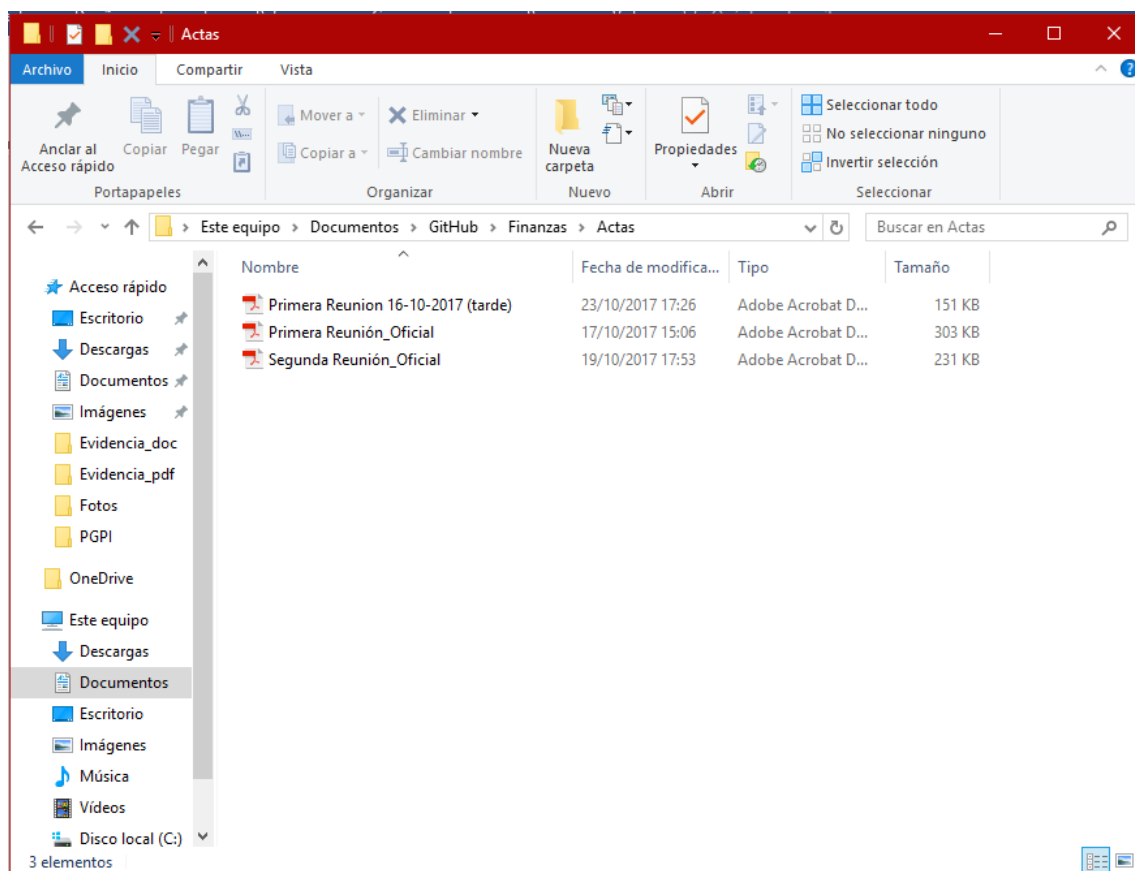 Actas
Archivo Inicio Compartir Vista
Anclar al Acceso rápido
Copiar
Pegar
Portapapeles
Mover a
Copiar a
Eliminar
Cambiar nombre
Organizar
Nueva carpeta
Nuevo
Propiedades
Abrir
Seleccionar todo
No seleccionar ninguno
Invertir selección
Seleccionar
Este equipo > Documentos > GitHub > Finanzas > Actas
Buscar en Actas
Acceso rápido
Escritorio
Descargas
Documentos
Imágenes
Evidencia_doc
Evidencia_pdf
Fotos
PGPI
OneDrive
Este equipo
Descargas
Documentos
Escritorio
Imágenes
Música
Vídeos
Disco local (C:)
Nombre Fecha de modifica... Tipo Tamaño
Primera Reunion 16-10-2017 (tarde) 23/10/2017 17:26 Adobe Acrobat D... 151 KB
Primera Reunión_Oficial 17/10/2017 15:06 Adobe Acrobat D... 303 KB
Segunda Reunión_Oficial 19/10/2017 17:53 Adobe Acrobat D... 231 KB
3 elementos